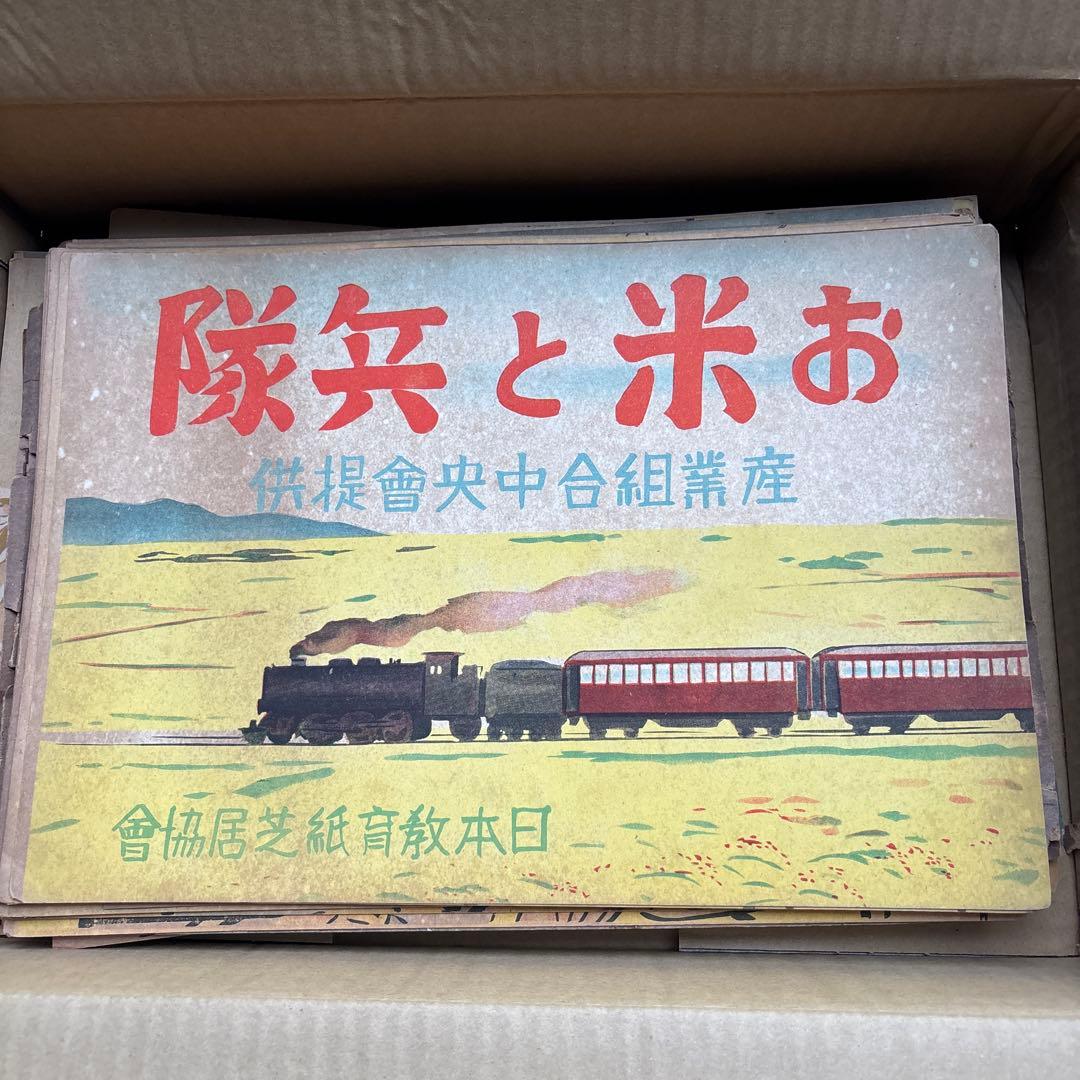 お米と兵隊
産業組合中央會提供
日本教育紙芝居協會